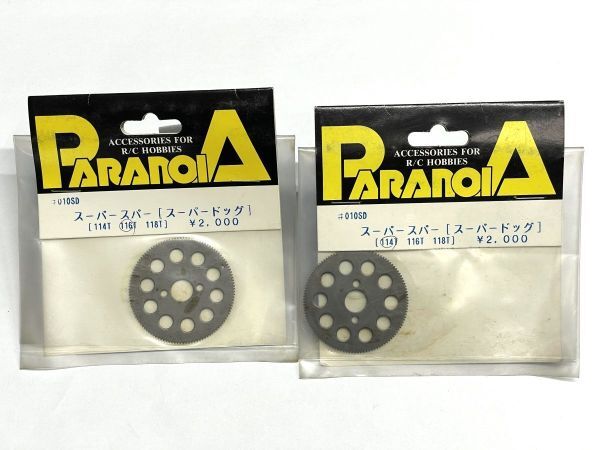 PARANOIA
ACCESSORIES FOR
R/C HOBBIES
#010SD
スーパースパー [スーパードッグ]
[114T 116T 118T] ¥2,000
PARANOIA
ACCESSORIES FOR
R/C HOBBIES
#010SD
スーパースパー [スーパードッグ]
[114T 116T 118T] ¥2,000